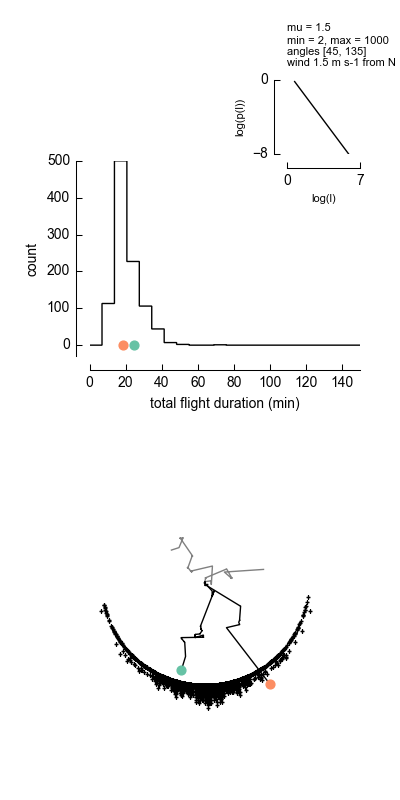 mu = 1.5
min = 2, max = 1000
angles [45, 135]
wind 1.5 m s-1 from N
0
log(p(l))
−8
0 7
log(l)
500
400
count
300
200
100
0
0 20 40 60 80 100 120 140
total flight duration (min)